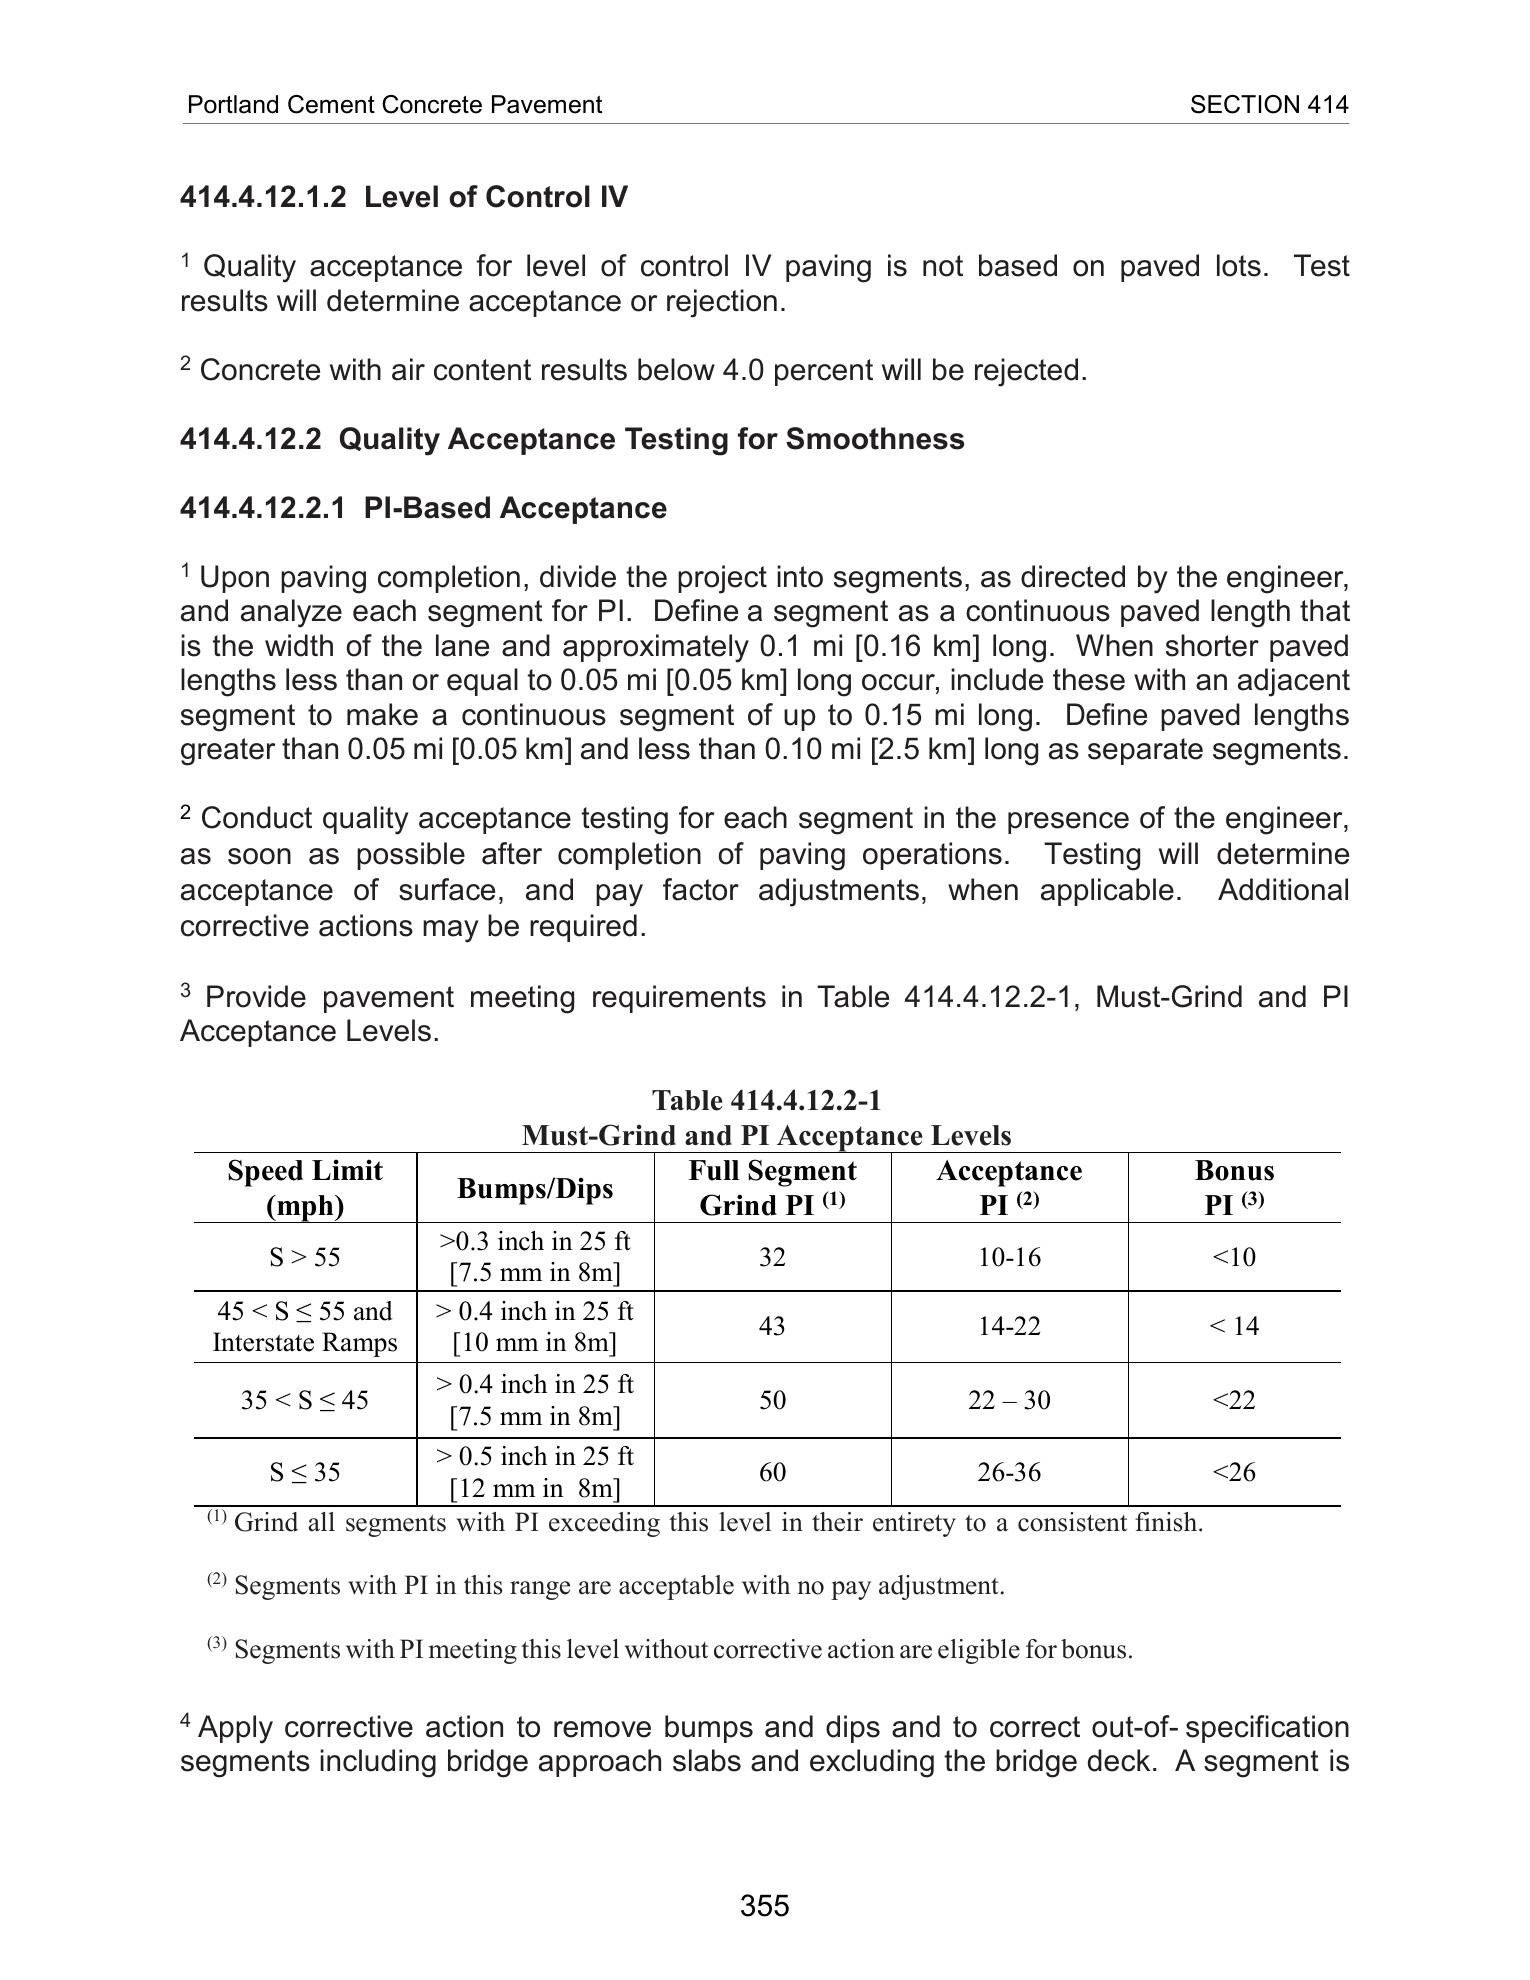 Portland Cement Concrete Pavement SECTION 414
414.4.12.1.2 Level of Control IV
1 Quality acceptance for level of control IV paving is not based on paved lots. Test
results will determine acceptance or rejection.
2 Concrete with air content results below 4.0 percent will be rejected.
414.4.12.2 Quality Acceptance Testing for Smoothness
414.4.12.2.1 PI-Based Acceptance
1 Upon paving completion, divide the project into segments, as directed by the engineer,
and analyze each segment for PI. Define a segment as a continuous paved length that
is the width of the lane and approximately 0.1 mi [0.16 km] long. When shorter paved
lengths less than or equal to 0.05 mi [0.05 km] long occur, include these with an adjacent
segment to make a continuous segment of up to 0.15 mi long. Define paved lengths
greater than 0.05 mi [0.05 km] and less than 0.10 mi [2.5 km] long as separate segments.
2 Conduct quality acceptance testing for each segment in the presence of the engineer,
as soon as possible after completion of paving operations. Testing will determine
acceptance of surface, and pay factor adjustments, when applicable. Additional
corrective actions may be required.
3 Provide pavement meeting requirements in Table 414.4.12.2-1, Must-Grind and PI
Acceptance Levels.
Table 414.4.12.2-1
Must-Grind and PI Acceptance Levels
Speed Limit
(mph)
Bumps/Dips
Full Segment
Grind PI (1)
Acceptance
PI (2)
Bonus
PI (3)
S > 55
>0.3 inch in 25 ft
[7.5 mm in 8m]
32
10-16
<10
45 < S ≤ 55 and
Interstate Ramps
> 0.4 inch in 25 ft
[10 mm in 8m]
43
14-22
< 14
35 < S ≤ 45
> 0.4 inch in 25 ft
[7.5 mm in 8m]
50
22 – 30
<22
S ≤ 35
> 0.5 inch in 25 ft
[12 mm in 8m]
60
26-36
<26
(1) Grind all segments with PI exceeding this level in their entirety to a consistent finish.
(2) Segments with PI in this range are acceptable with no pay adjustment.
(3) Segments with PI meeting this level without corrective action are eligible for bonus.
4 Apply corrective action to remove bumps and dips and to correct out-of- specification
segments including bridge approach slabs and excluding the bridge deck. A segment is
355